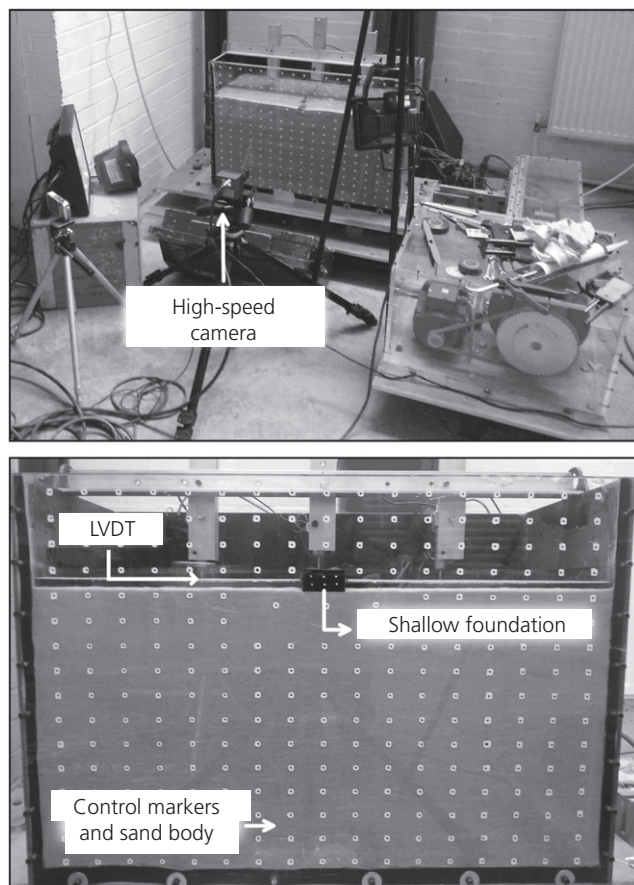 High-speed
camera
LVDT
Shallow foundation
Control markers
and sand body